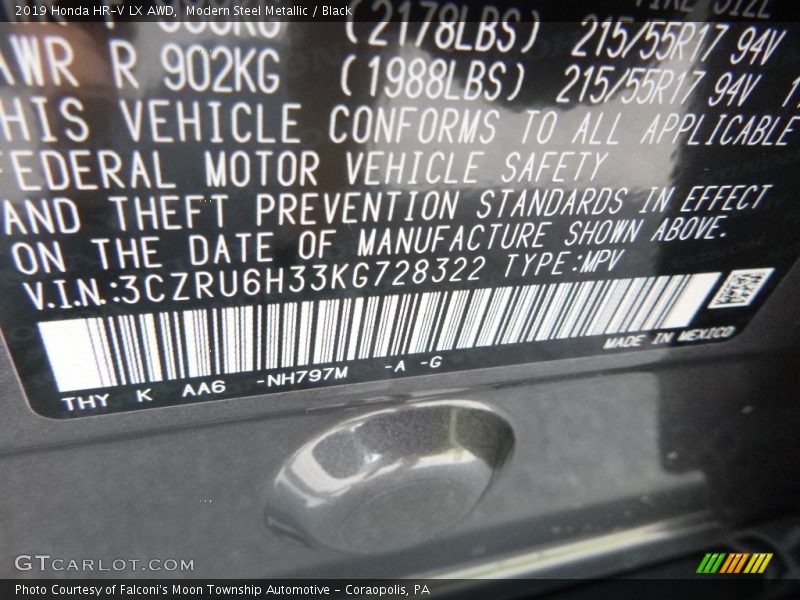 2019 Honda HR-V LX AWD, Modern Steel Metallic / Black
(2178LBS) 215/55R17 94V
R 902KG (1988LBS) 215/55R17 94V
HIS VEHICLE CONFORMS TO ALL APPLICABLE
FEDERAL MOTOR VEHICLE SAFETY
AND THEFT PREVENTION STANDARDS IN EFFECT
ON THE DATE OF MANUFACTURE SHOWN ABOVE.
V.I.N.:3CZRU6H33KG728322 TYPE:MPV
MADE IN MEXICO
THY K AA6 -NH797M -A -G
GTCARLOT.COM
Photo Courtesy of Falconi's Moon Township Automotive - Coraopolis, PA